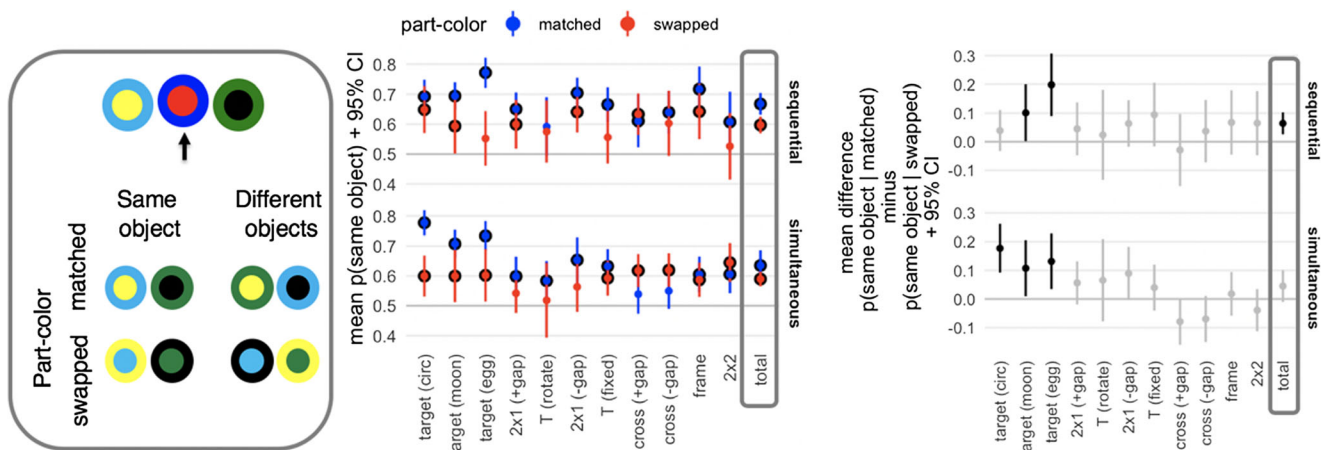 part-color matched swapped
Same object
Different objects
Part-color
matched
swapped
mean p(same object) + 95% CI
0.8
0.7
0.6
0.5
0.4
sequential
0.8
0.7
0.6
0.5
0.4
simultaneous
target (circ)
arget (moon)
target (egg)
2x1 (+gap)
T (rotate)
2x1 (-gap)
T (fixed)
cross (+gap)
cross (-gap)
frame
2x2
total
mean difference
p(same object | matched)
minus
p(same object | swapped)
+ 95% CI
0.3
0.2
0.1
0.0
-0.1
sequential
0.3
0.2
0.1
0.0
-0.1
simultaneous
target (circ)
arget (moon)
target (egg)
2x1 (+gap)
T (rotate)
2x1 (-gap)
T (fixed)
cross (+gap)
cross (-gap)
frame
2x2
total